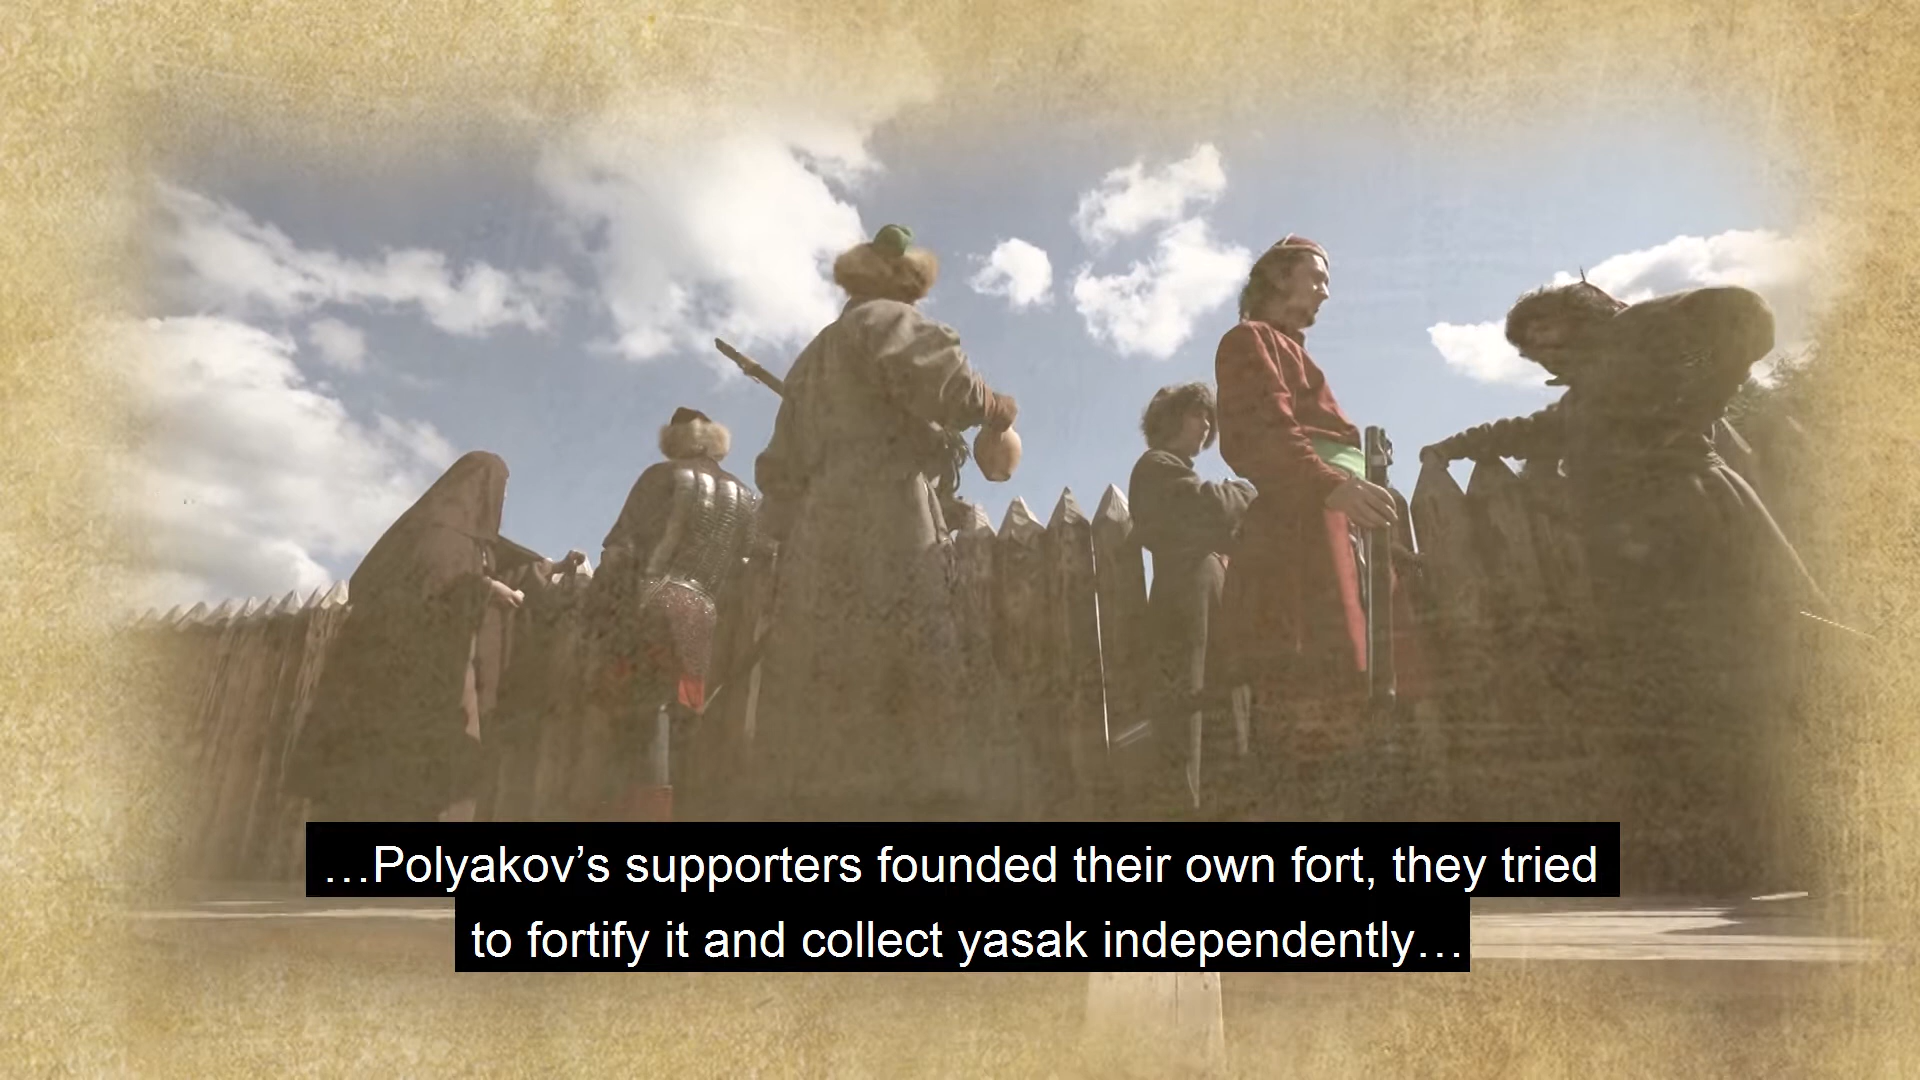 …Polyakov’s supporters founded their own fort, they tried
to fortify it and collect yasak independently…